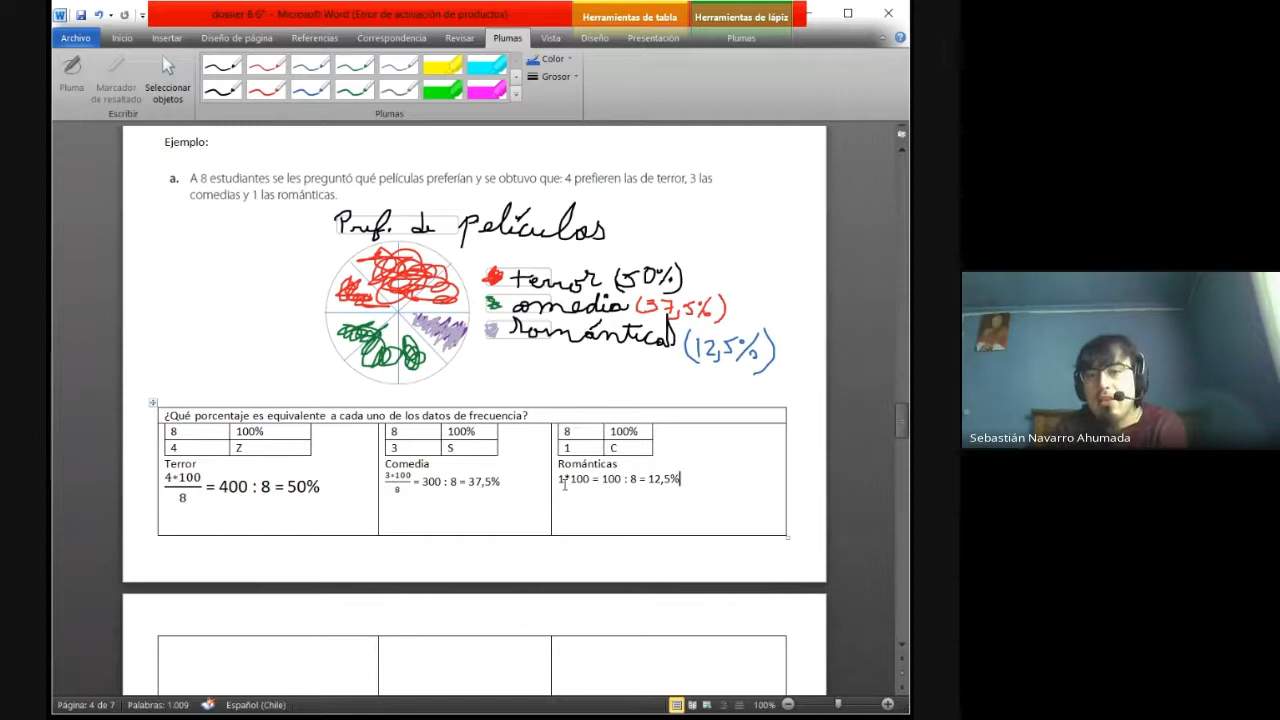 dossier 6 6° - Microsoft Word (Error de activación de productos)
Herramientas de tabla
Herramientas de lápiz
Archivo Inicio Insertar Diseño de página Referencias Correspondencia Revisar Plumas Vista Diseño Presentación Plumas
Color
Grosor
Pluma
Marcador de resaltado
Seleccionar objetos
Escribir
Plumas
Ejemplo:
a. A 8 estudiantes se les preguntó qué películas preferían y se obtuvo que: 4 prefieren las de terror, 3 las
comedias y 1 las románticas.
Pref. de películas
terror (50%)
comedia (37,5%)
románticas (12,5%)
¿Qué porcentaje es equivalente a cada uno de los datos de frecuencia?
8 100%
4 Z
Terror
4*100
8
= 400 : 8 = 50%
8 100%
3 S
Comedia
3*100
8
= 300 : 8 = 37,5%
8 100%
1 C
Románticas
1*100 = 100 : 8 = 12,5%
Sebastián Navarro Ahumada
Página: 4 de 7 Palabras: 1.009 Español (Chile) 100%